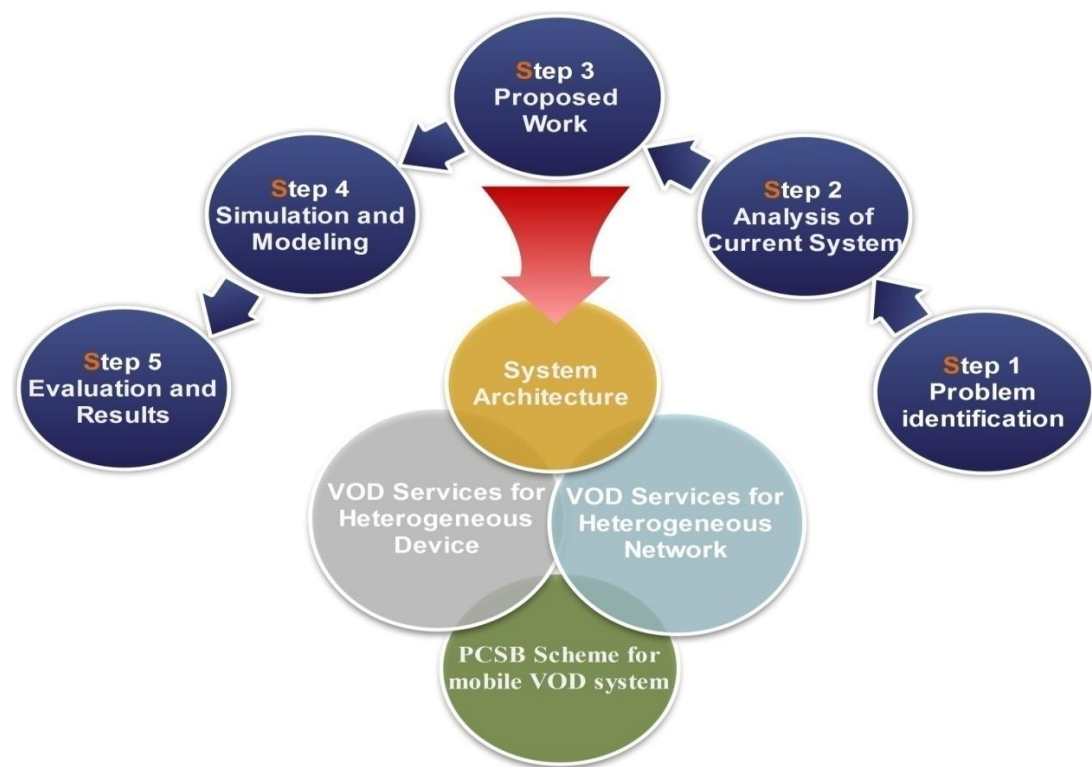 Step 3
Proposed
Work
Step 4
Simulation and
Modeling
Step 2
Analysis of
Current System
Step 5
Evaluation and
Results
Step 1
Problem
identification
System
Architecture
VOD Services for
Heterogeneous
Device
VOD Services for
Heterogeneous
Network
PCSB Scheme for
mobile VOD system